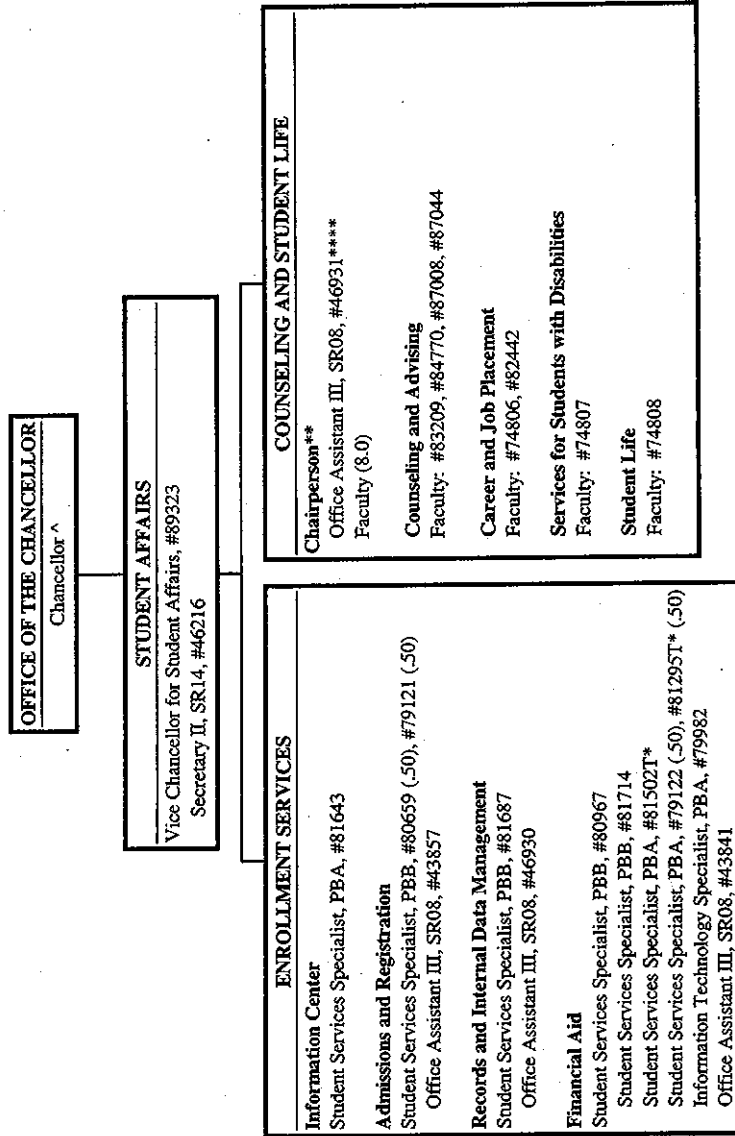 OFFICE OF THE CHANCELLOR
Chancellor ^
STUDENT AFFAIRS
Vice Chancellor for Student Affairs, #89323
Secretary II, SR14, #46216
ENROLLMENT SERVICES
Information Center
Student Services Specialist, PBA, #81643
Admissions and Registration
Student Services Specialist, PBB, #80659 (.50), #79121 (.50)
Office Assistant III, SR08, #43857
Records and Internal Data Management
Student Services Specialist, PBB, #81687
Office Assistant III, SR08, #46930
Financial Aid
Student Services Specialist, PBB, #80967
Student Services Specialist, PBB, #81714
Student Services Specialist, PBA, #81502T*
Student Services Specialist, PBA, #79122 (.50), #81295T* (.50)
Information Technology Specialist, PBA, #79982
Office Assistant III, SR08, #43841
COUNSELING AND STUDENT LIFE
Chairperson**
Office Assistant III, SR08, #46931****
Faculty (8.0)
Counseling and Advising
Faculty: #83209, #84770, #87008, #87044
Career and Job Placement
Faculty: #74806, #82442
Services for Students with Disabilities
Faculty: #74807
Student Life
Faculty: #74808